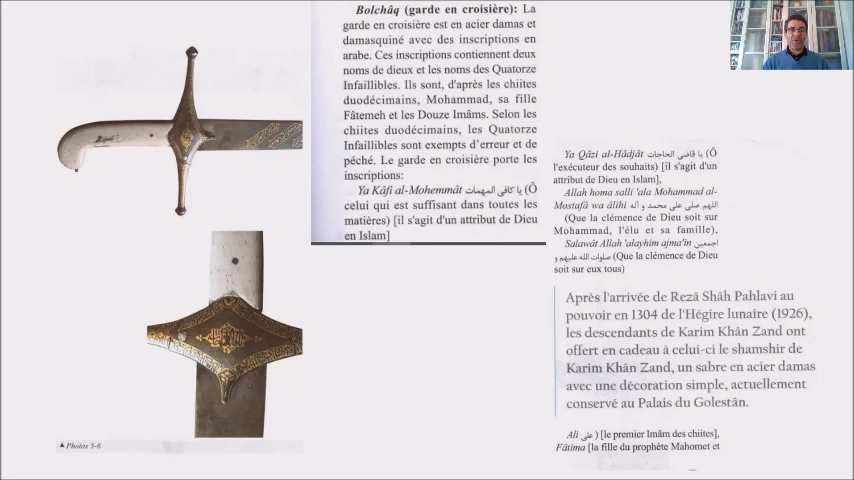 Bolchâq (garde en croisière): La
garde en croisière est en acier damas et
damasquiné avec des inscriptions en
arabe. Ces inscriptions contiennent deux
noms de dieux et les noms des Quatorze
Infaillibles. Ils sont, d'après les chiites
duodécimains, Mohammad, sa fille
Fâtemeh et les Douze Imâms. Selon les
chiites duodécimains, les Quatorze
Infaillibles sont exempts d'erreur et de
péché. Le garde en croisière porte les
inscriptions:
Ya Kâfi al-Mohemmât يا كافى المهمات (Ô
celui qui est suffisant dans toutes les
matières) [il s'agit d'un attribut de Dieu
en Islam]
Ya Qâzi al-Hâdjât يا قاضي الحاجات (Ô
l'exécuteur des souhaits) [il s'agit d'un
attribut de Dieu en Islam],
Allah homa salli 'ala Mohammad al-
Mostafâ wa âlihi اللهم صلى على محمد و آله
(Que la clémence de Dieu soit sur
Mohammad, l'élu et sa famille),
Salawât Allah 'alayhim ajma'in اجمعين
صلوات الله عليهم و (Que la clémence de Dieu
soit sur eux tous)
Après l'arrivée de Rezâ Shâh Pahlavi au
pouvoir en 1304 de l'Hégire lunaire (1926),
les descendants de Karim Khân Zand ont
offert en cadeau à celui-ci le shamshir de
Karim Khân Zand, un sabre en acier damas
avec une décoration simple, actuellement
conservé au Palais du Golestân.
Ali على ) [le premier Imâm des chiites],
Fâtima [la fille du prophète Mahomet et
▲ Photos 5-6